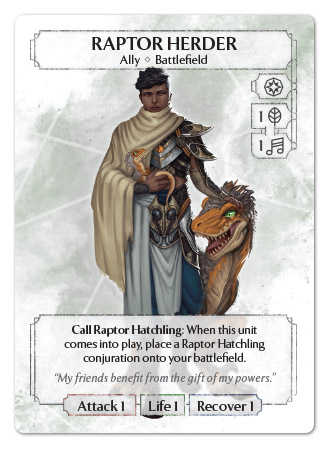 RAPTOR HERDER
Ally ⬦ Battlefield
1
1
Call Raptor Hatchling: When this unit
comes into play, place a Raptor Hatchling
conjuration onto your battlefield.
“My friends benefit from the gift of my powers.”
Attack 1 Life 1 Recover 1